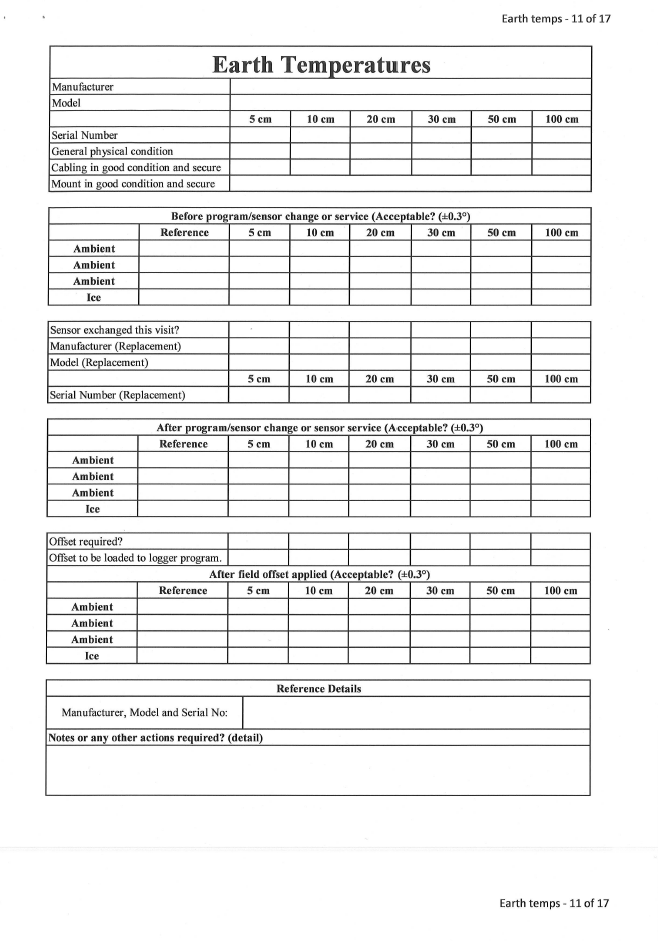 Earth temps - 11 of 17
Earth Temperatures
Manufacturer
Model
5 cm 10 cm 20 cm 30 cm 50 cm 100 cm
Serial Number
General physical condition
Cabling in good condition and secure
Mount in good condition and secure
Before program/sensor change or service (Acceptable? (±0.3°)
Reference 5 cm 10 cm 20 cm 30 cm 50 cm 100 cm
Ambient
Ambient
Ambient
Ice
Sensor exchanged this visit?
Manufacturer (Replacement)
Model (Replacement)
5 cm 10 cm 20 cm 30 cm 50 cm 100 cm
Serial Number (Replacement)
After program/sensor change or sensor service (Acceptable? (±0.3°)
Reference 5 cm 10 cm 20 cm 30 cm 50 cm 100 cm
Ambient
Ambient
Ambient
Ice
Offset required?
Offset to be loaded to logger program.
After field offset applied (Acceptable? (±0.3°)
Reference 5 cm 10 cm 20 cm 30 cm 50 cm 100 cm
Ambient
Ambient
Ambient
Ice
Reference Details
Manufacturer, Model and Serial No:
Notes or any other actions required? (detail)
Earth temps - 11 of 17